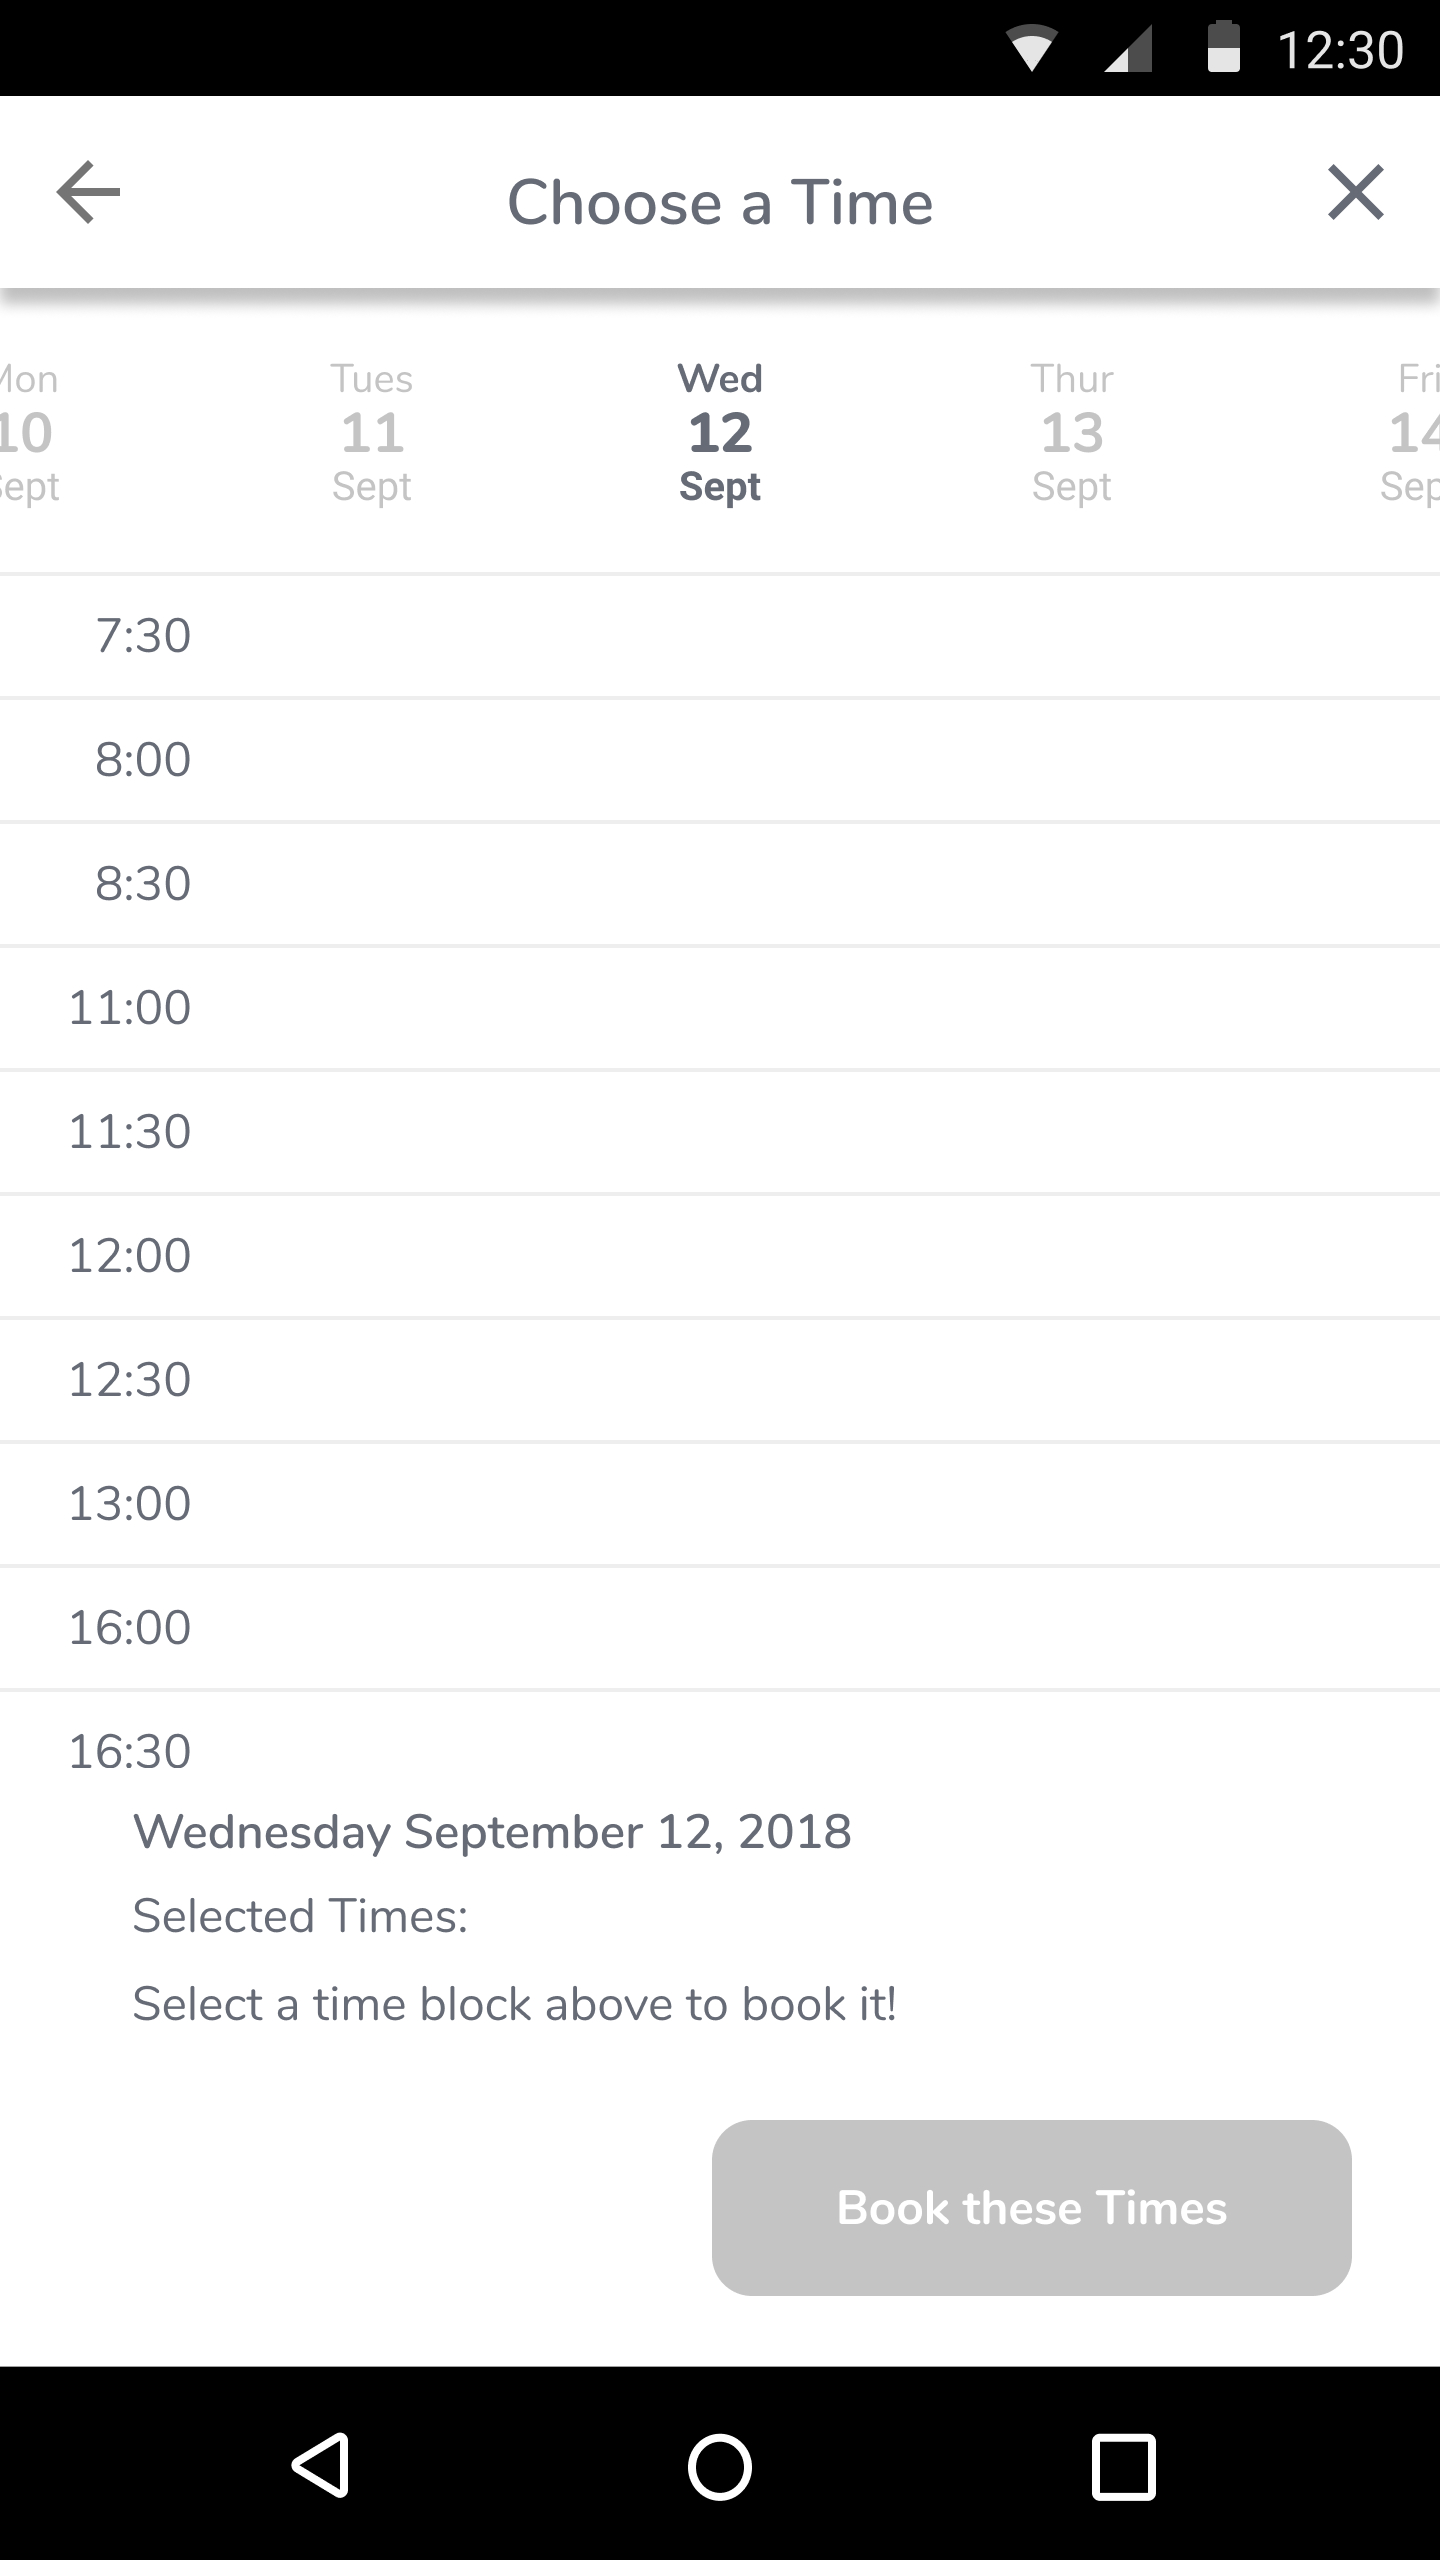 12:30
Choose a Time
Mon Tues Wed Thur Fri
10 11 12 13 14
Sept Sept Sept Sept Sep
7:30
8:00
8:30
11:00
11:30
12:00
12:30
13:00
16:00
16:30
Wednesday September 12, 2018
Selected Times:
Select a time block above to book it!
Book these Times